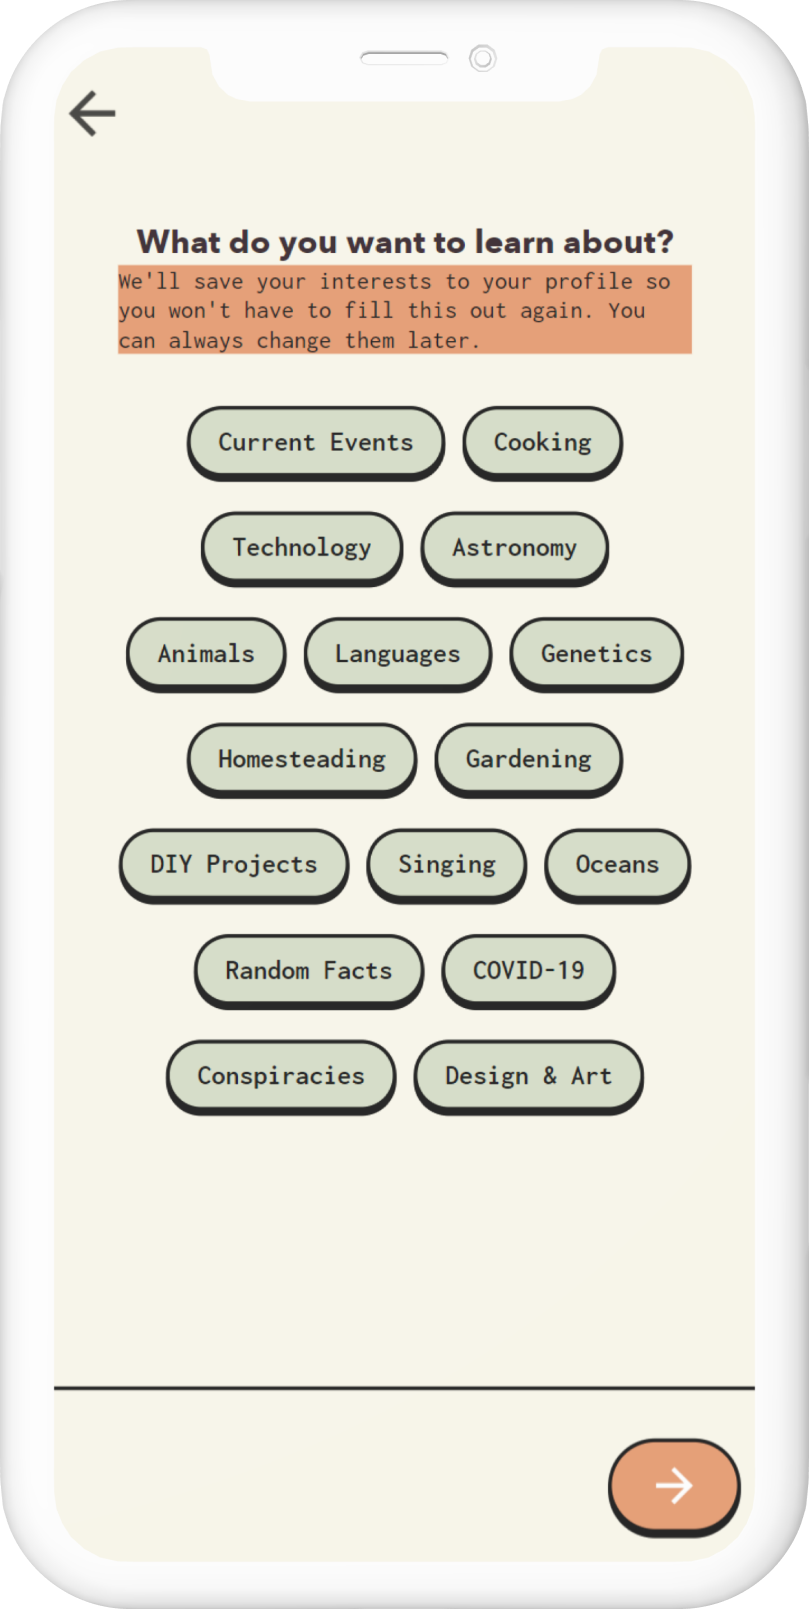 What do you want to learn about?
We'll save your interests to your profile so
you won't have to fill this out again. You
can always change them later.
Current Events Cooking
Technology Astronomy
Animals Languages Genetics
Homesteading Gardening
DIY Projects Singing Oceans
Random Facts COVID-19
Conspiracies Design & Art